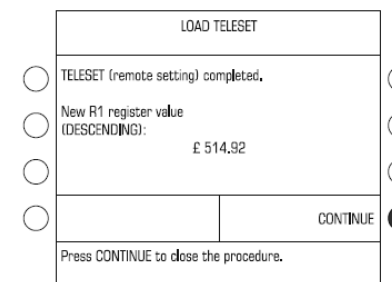 LOAD TELESET
TELESET (remote setting) completed.
New R1 register value
(DESCENDING):
£ 514.92
CONTINUE
Press CONTINUE to close the procedure.